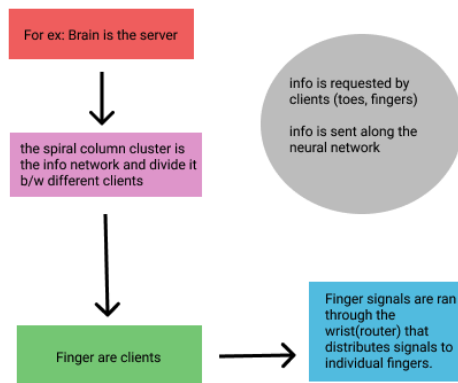 For ex: Brain is the server
info is requested by
clients (toes, fingers)
info is sent along the
neural network
the spiral column cluster is
the info network and divide it
b/w different clients
Finger are clients
Finger signals are ran
through the
wrist(router) that
distributes signals to
individual fingers.